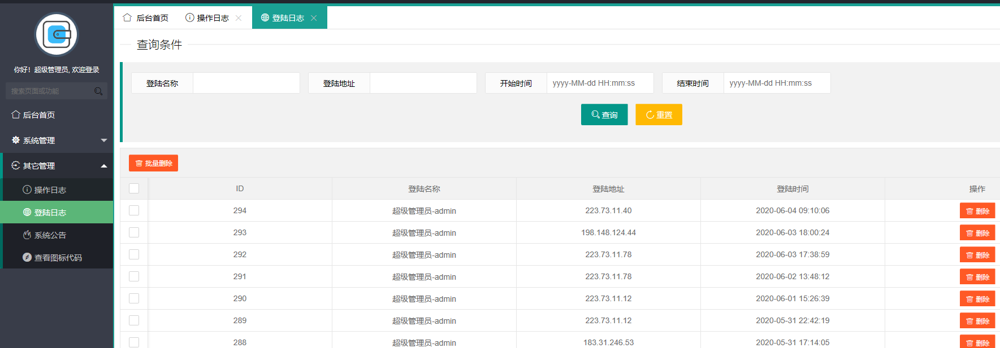 后台首页 操作日志 登陆日志
查询条件
你好！超级管理员, 欢迎登录
搜索页面或功能
后台首页
系统管理
其它管理
操作日志
登陆日志
系统公告
查看图标代码
登陆名称 登陆地址 开始时间 yyyy-MM-dd HH:mm:ss 结束时间 yyyy-MM-dd HH:mm:ss
查询 重置
批量删除
ID 登陆名称 登陆地址 登陆时间 操作
294 超级管理员-admin 223.73.11.40 2020-06-04 09:10:06 删除
293 超级管理员-admin 198.148.124.44 2020-06-03 18:00:24 删除
292 超级管理员-admin 223.73.11.78 2020-06-03 17:38:59 删除
291 超级管理员-admin 223.73.11.78 2020-06-02 13:48:12 删除
290 超级管理员-admin 223.73.11.12 2020-06-01 15:26:39 删除
289 超级管理员-admin 223.73.11.12 2020-05-31 22:42:19 删除
288 超级管理员-admin 183.31.246.53 2020-05-31 17:14:05 删除